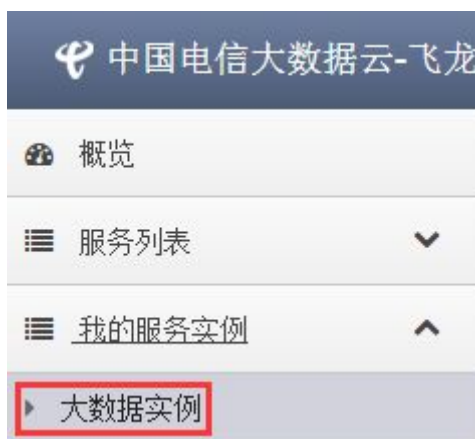 中国电信大数据云-飞龙
概览
服务列表
我的服务实例
大数据实例